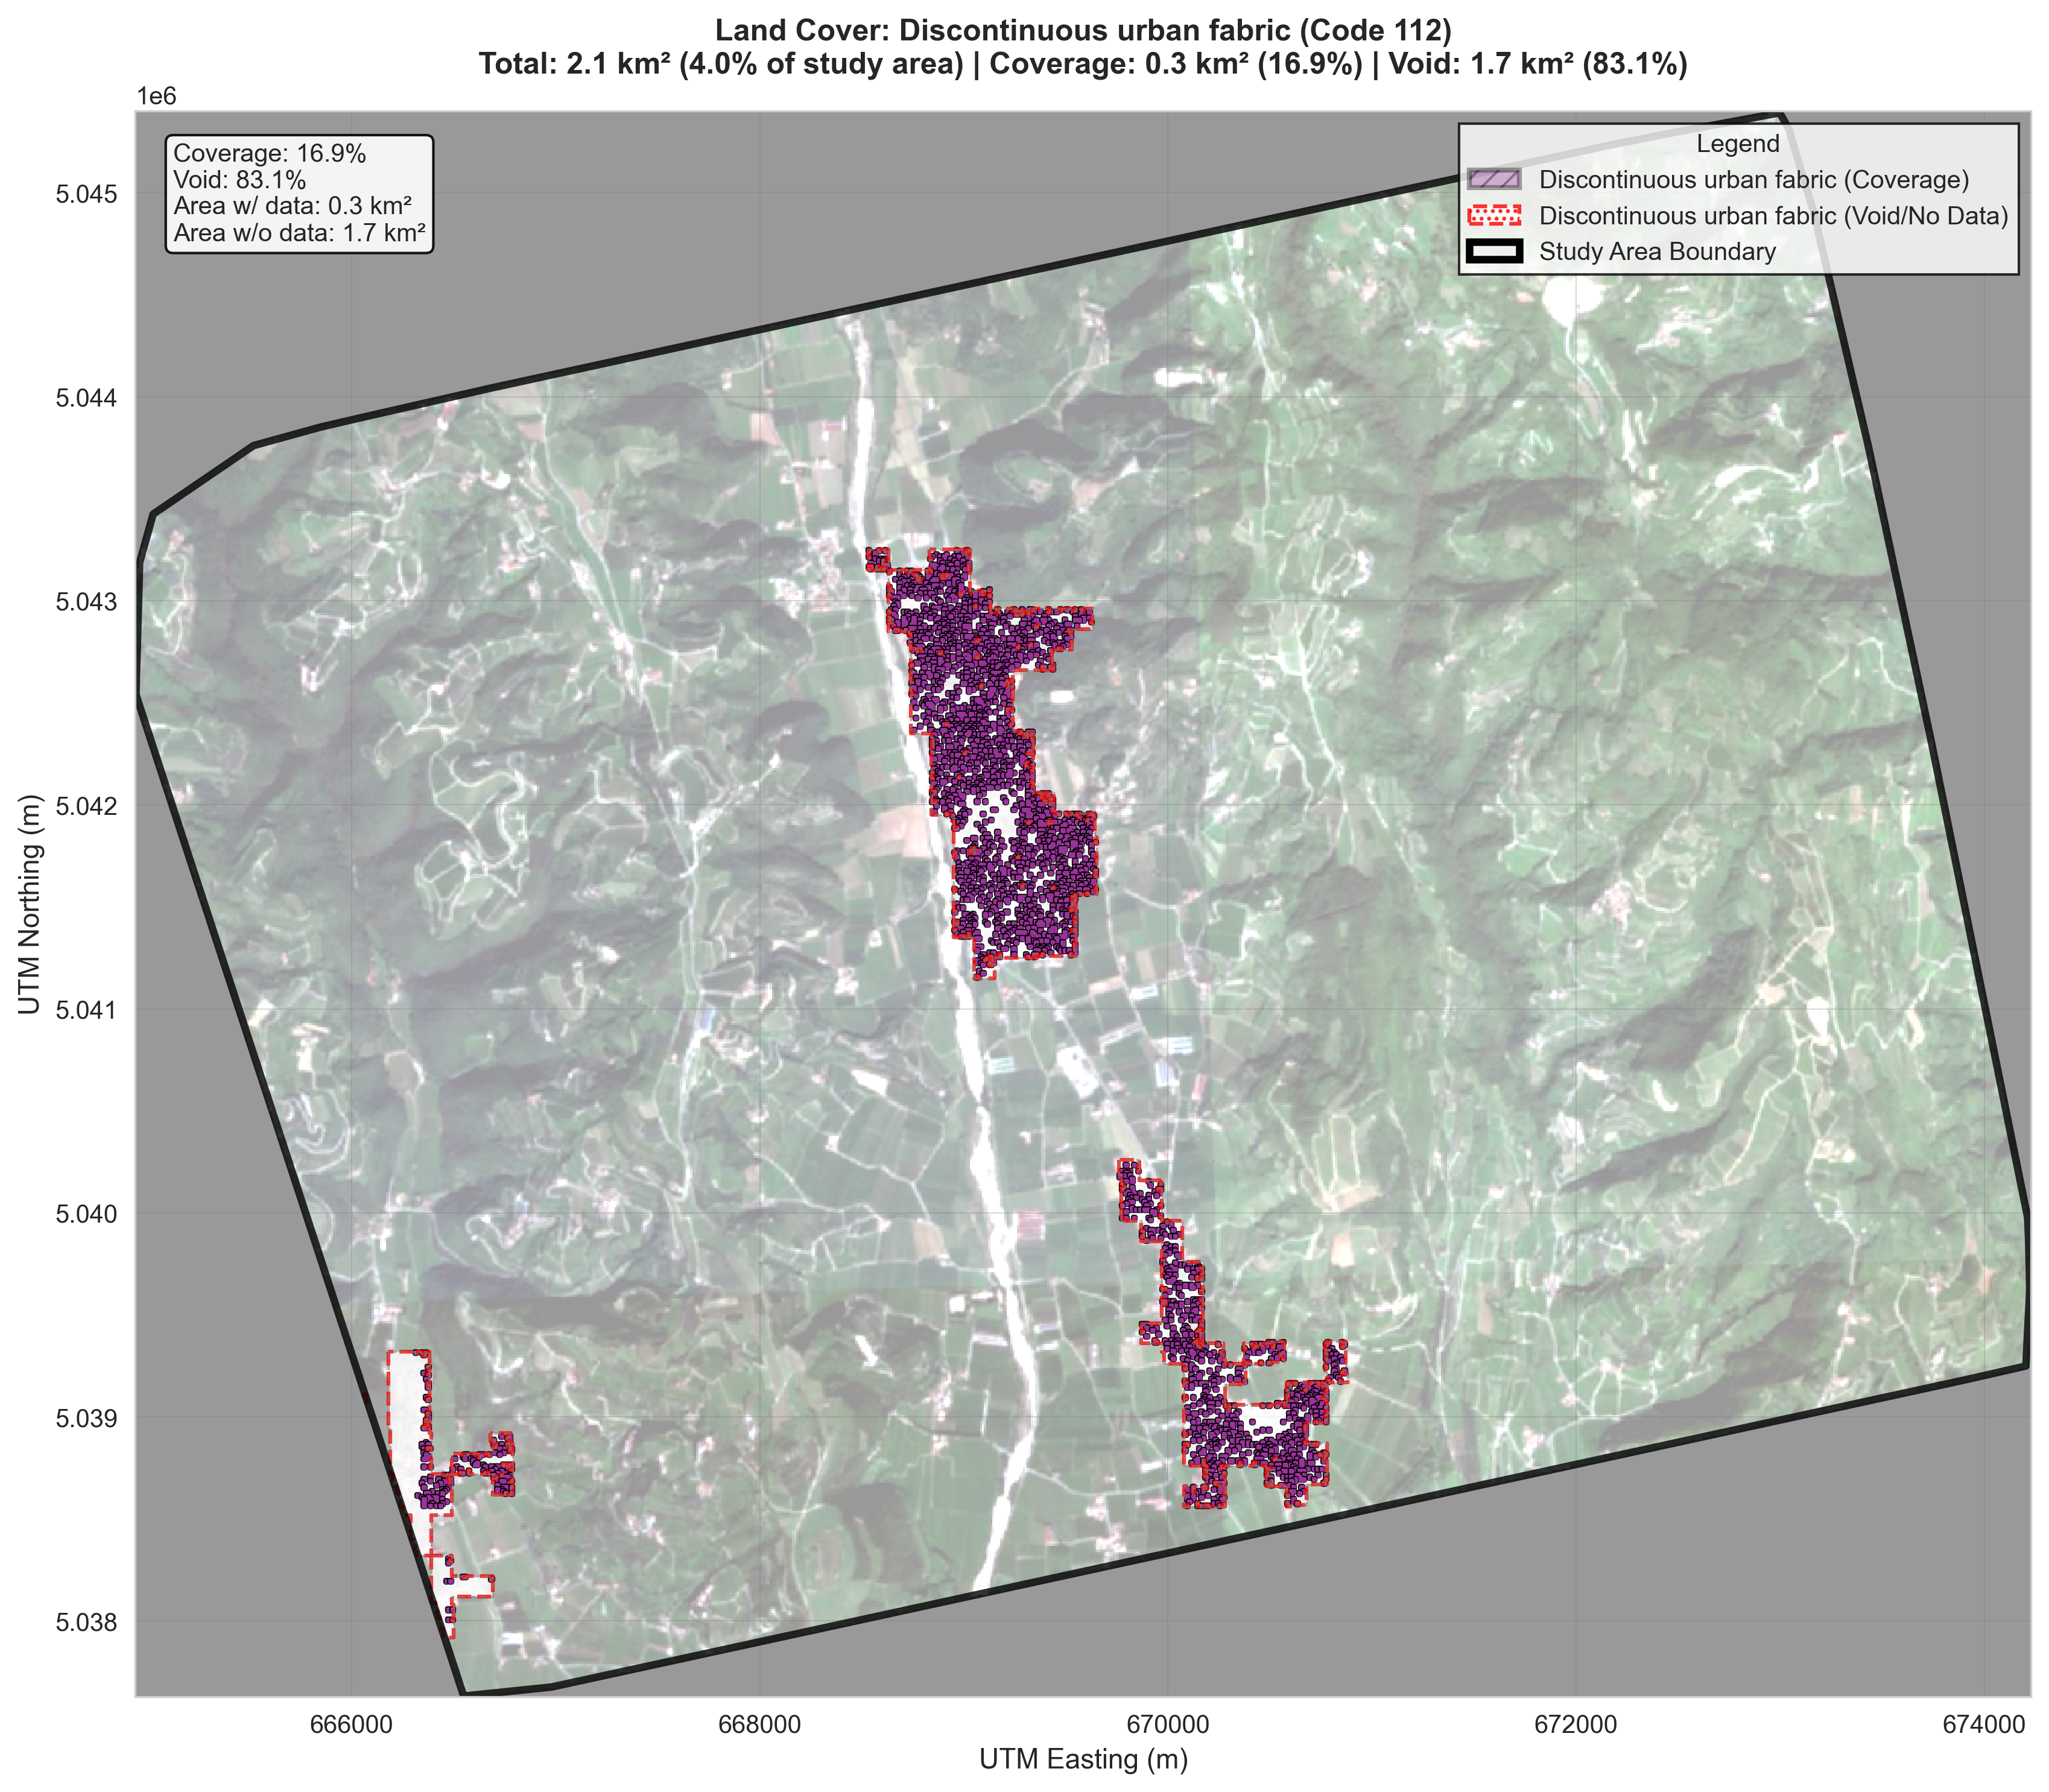 Land Cover: Discontinuous urban fabric (Code 112)
Total: 2.1 km² (4.0% of study area) | Coverage: 0.3 km² (16.9%) | Void: 1.7 km² (83.1%)
1e6
Coverage: 16.9%
Void: 83.1%
Area w/ data: 0.3 km²
Area w/o data: 1.7 km²
Legend
Discontinuous urban fabric (Coverage)
Discontinuous urban fabric (Void/No Data)
Study Area Boundary
UTM Northing (m)
5.045
5.044
5.043
5.042
5.041
5.040
5.039
5.038
666000
668000
670000
672000
674000
UTM Easting (m)